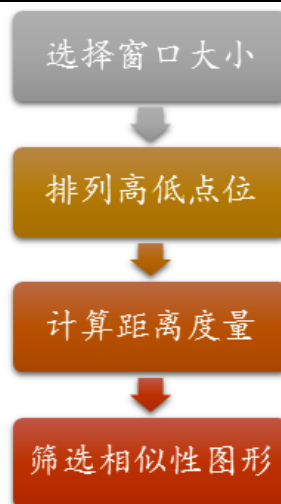 选择窗口大小
排列高低点位
计算距离度量
筛选相似性图形